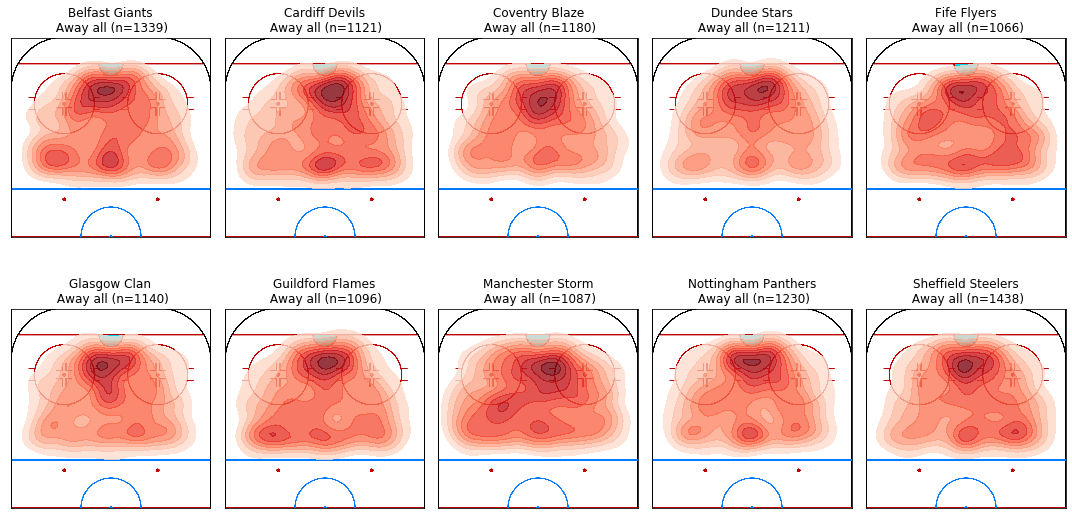 Belfast Giants
Away all (n=1339)
Cardiff Devils
Away all (n=1121)
Coventry Blaze
Away all (n=1180)
Dundee Stars
Away all (n=1211)
Fife Flyers
Away all (n=1066)
Glasgow Clan
Away all (n=1140)
Guildford Flames
Away all (n=1096)
Manchester Storm
Away all (n=1087)
Nottingham Panthers
Away all (n=1230)
Sheffield Steelers
Away all (n=1438)